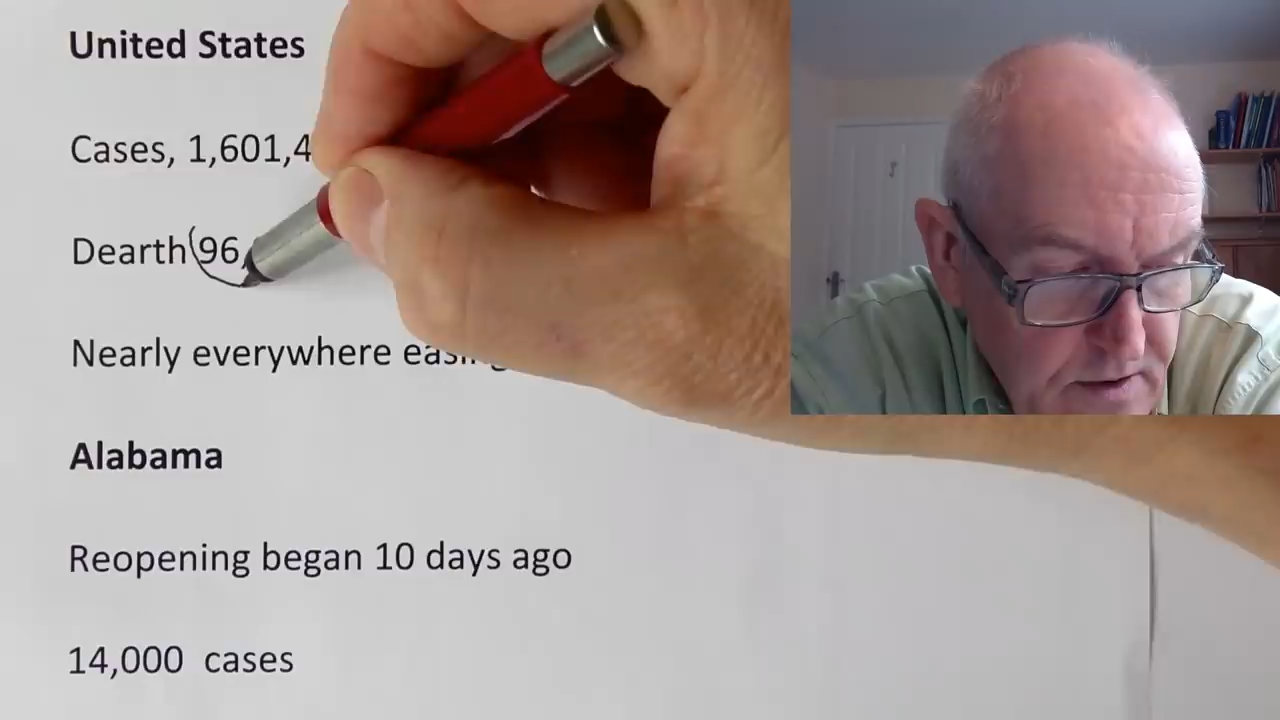 United States
Cases, 1,601,4
Dearth 96,
Nearly everywhere easing
Alabama
Reopening began 10 days ago
14,000 cases